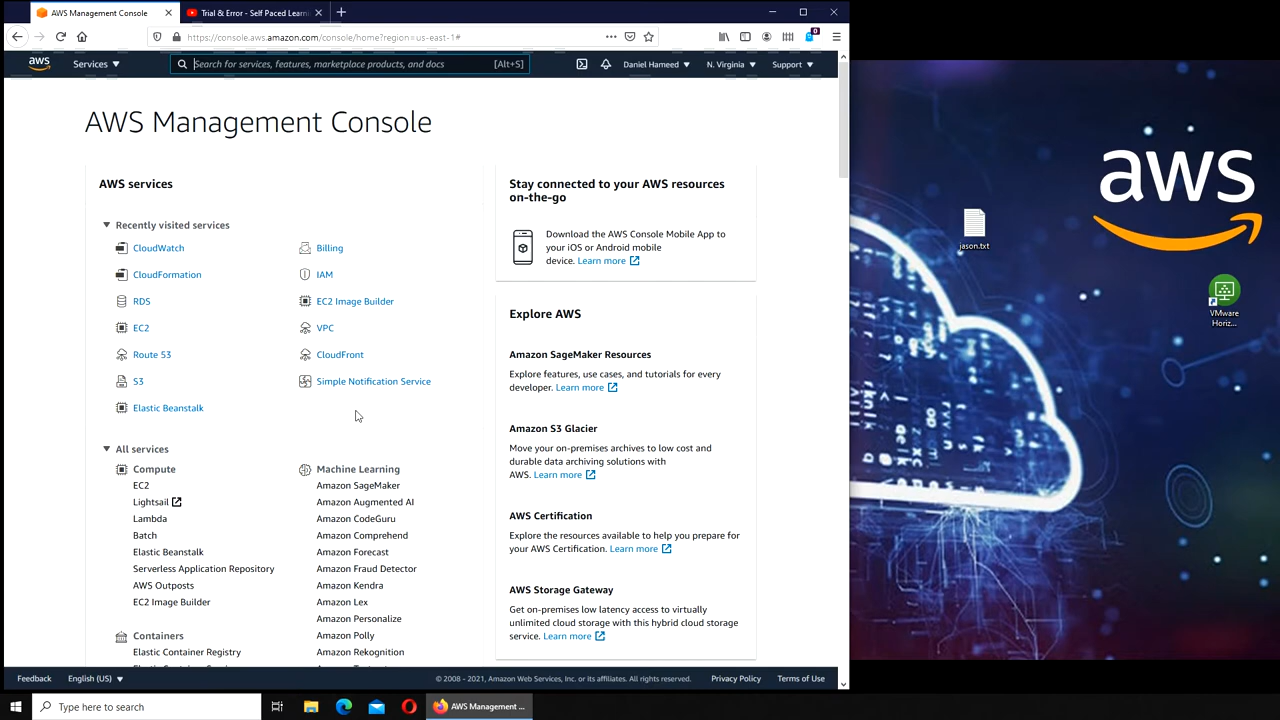 AWS Management Console
Trial & Error - Self Paced Learni
https://console.aws.amazon.com/console/home?region=us-east-1#
0
aws
Services
Search for services, features, marketplace products, and docs
[Alt+S]
Daniel Hameed
N. Virginia
Support
AWS Management Console
AWS services
Recently visited services
CloudWatch
CloudFormation
RDS
EC2
Route 53
S3
Elastic Beanstalk
Billing
IAM
EC2 Image Builder
VPC
CloudFront
Simple Notification Service
All services
Compute
EC2
Lightsail
Lambda
Batch
Elastic Beanstalk
Serverless Application Repository
AWS Outposts
EC2 Image Builder
Containers
Elastic Container Registry
Machine Learning
Amazon SageMaker
Amazon Augmented AI
Amazon CodeGuru
Amazon Comprehend
Amazon Forecast
Amazon Fraud Detector
Amazon Kendra
Amazon Lex
Amazon Personalize
Amazon Polly
Amazon Rekognition
Stay connected to your AWS resources
on-the-go
Download the AWS Console Mobile App to
your iOS or Android mobile
device. Learn more
Explore AWS
Amazon SageMaker Resources
Explore features, use cases, and tutorials for every
developer. Learn more
Amazon S3 Glacier
Move your on-premises archives to low cost and
durable data archiving solutions with
AWS. Learn more
AWS Certification
Explore the resources available to help you prepare for
your AWS Certification. Learn more
AWS Storage Gateway
Get on-premises low latency access to virtually
unlimited cloud storage with this hybrid cloud storage
service. Learn more
Feedback
English (US)
© 2008 - 2021, Amazon Web Services, Inc. or its affiliates. All rights reserved.
Privacy Policy
Terms of Use
aws
jason.txt
VMware
Horiz...
Type here to search
AWS Management ...